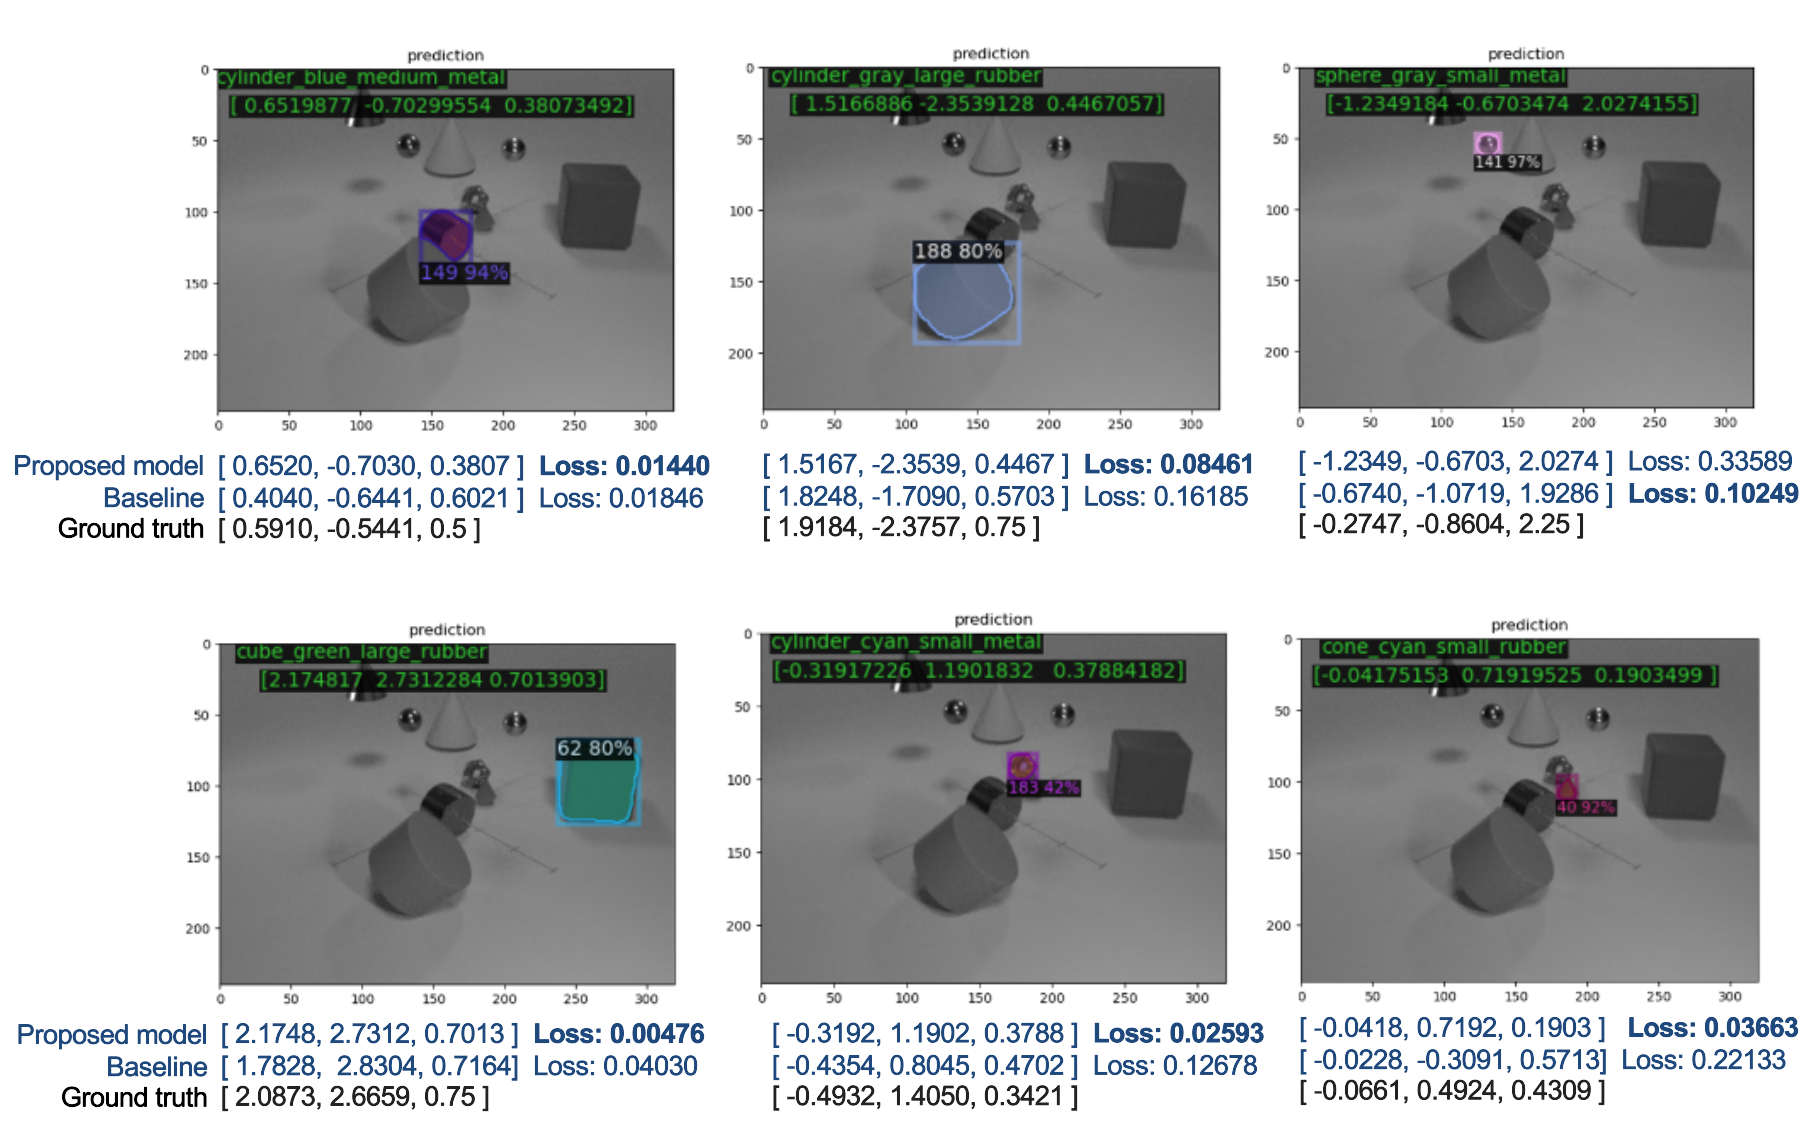 prediction
cylinder_blue_medium_metal
[ 0.6519877 -0.70299554 0.38073492]
149 94%
0
50
100
150
200
0 50 100 150 200 250 300
prediction
cylinder_gray_large_rubber
[ 1.5166886 -2.3539128 0.4467057]
188 80%
0
50
100
150
200
0 50 100 150 200 250 300
prediction
sphere_gray_small_metal
[-1.2349184 -0.6703474 2.0274155]
141 97%
0
50
100
150
200
0 50 100 150 200 250 300
Proposed model [ 0.6520, -0.7030, 0.3807 ] Loss: 0.01440
Baseline [ 0.4040, -0.6441, 0.6021 ] Loss: 0.01846
Ground truth [ 0.5910, -0.5441, 0.5 ]
[ 1.5167, -2.3539, 0.4467 ] Loss: 0.08461
[ 1.8248, -1.7090, 0.5703 ] Loss: 0.16185
[ 1.9184, -2.3757, 0.75 ]
[ -1.2349, -0.6703, 2.0274 ] Loss: 0.33589
[ -0.6740, -1.0719, 1.9286 ] Loss: 0.10249
[ -0.2747, -0.8604, 2.25 ]
prediction
cube_green_large_rubber
[2.174817 2.7312284 0.7013903]
62 80%
0
50
100
150
200
0 50 100 150 200 250 300
prediction
cylinder_cyan_small_metal
[-0.31917226 1.1901832 0.37884182]
183 42%
0
50
100
150
200
0 50 100 150 200 250 300
prediction
cone_cyan_small_rubber
[-0.04175153 0.71919525 0.1903499 ]
40 92%
0
50
100
150
200
0 50 100 150 200 250 300
Proposed model [ 2.1748, 2.7312, 0.7013 ] Loss: 0.00476
Baseline [ 1.7828, 2.8304, 0.7164] Loss: 0.04030
Ground truth [ 2.0873, 2.6659, 0.75 ]
[ -0.3192, 1.1902, 0.3788 ] Loss: 0.02593
[ -0.4354, 0.8045, 0.4702 ] Loss: 0.12678
[ -0.4932, 1.4050, 0.3421 ]
[ -0.0418, 0.7192, 0.1903 ] Loss: 0.03663
[ -0.0228, -0.3091, 0.5713] Loss: 0.22133
[ -0.0661, 0.4924, 0.4309 ]